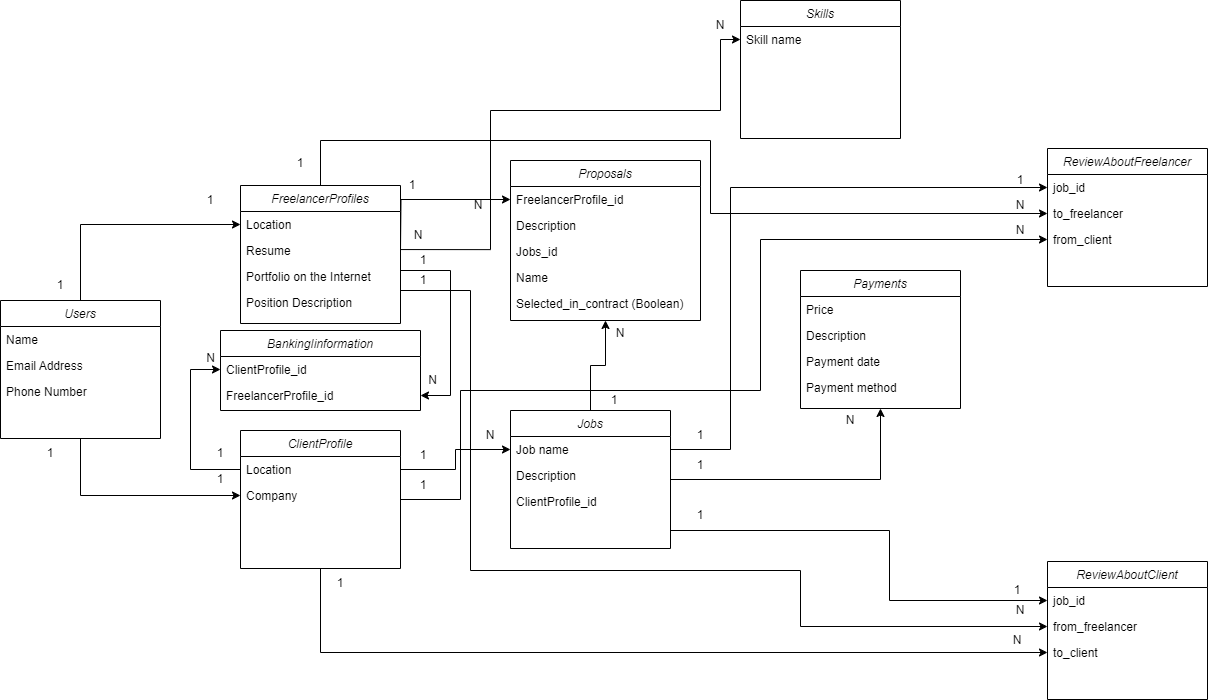 Skills
Skill name
N
FreelancerProfiles
Location
Resume
Portfolio on the Internet
Position Description
1
1
1
N
1
1
Proposals
FreelancerProfile_id
Description
Jobs_id
Name
Selected_in_contract (Boolean)
N
N
ReviewAboutFreelancer
job_id
to_freelancer
from_client
1
N
N
Users
Name
Email Address
Phone Number
1
1
BankingIinformation
ClientProfile_id
FreelancerProfile_id
N
N
Payments
Price
Description
Payment date
Payment method
N
ClientProfile
Location
Company
1
1
1
1
1
Jobs
Job name
Description
ClientProfile_id
N
1
1
1
1
ReviewAboutClient
job_id
from_freelancer
to_client
1
N
N